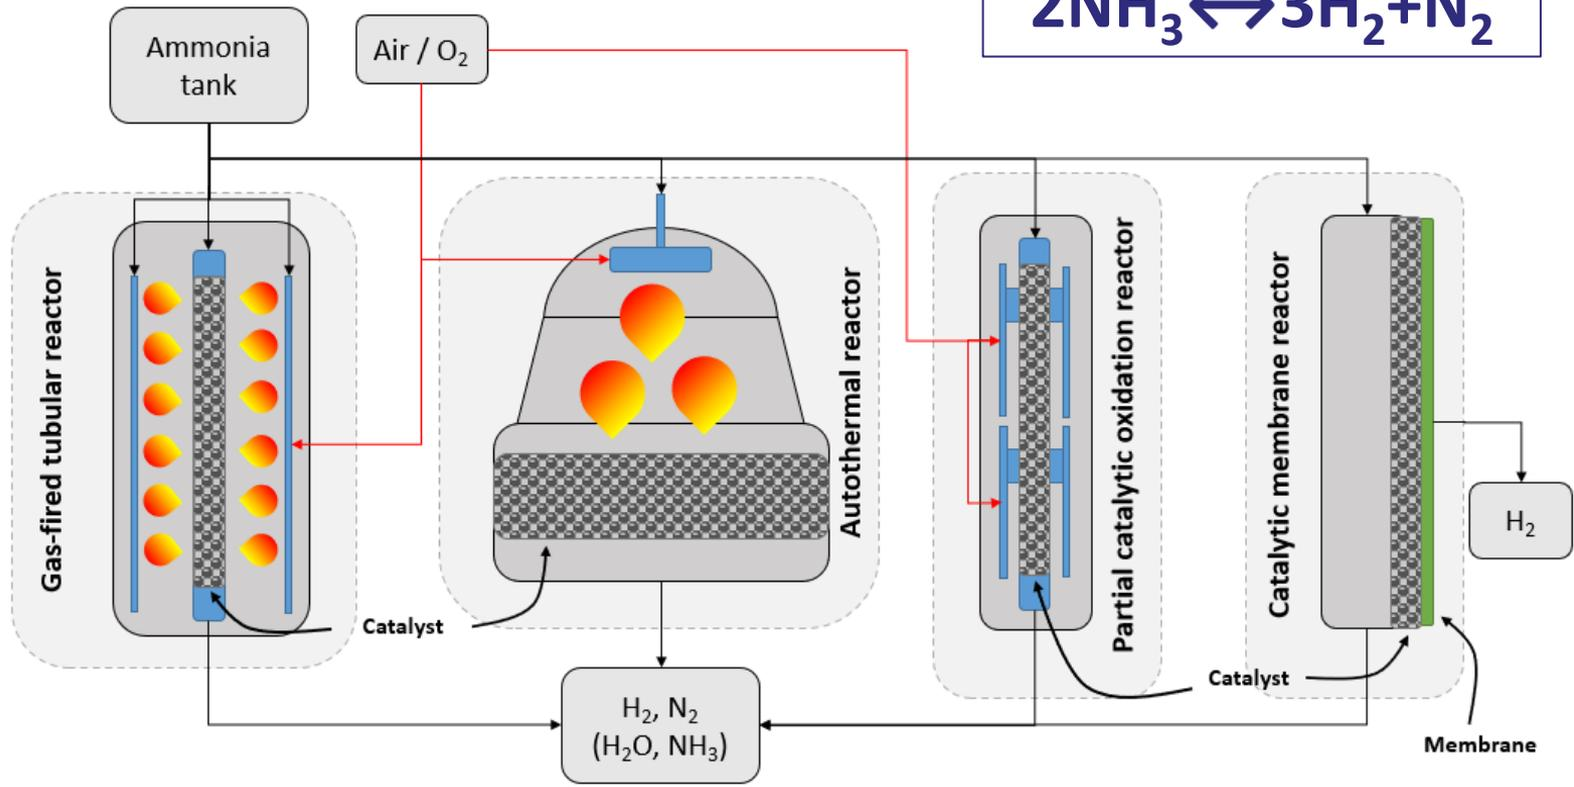 2NH₃⟷3H₂+N₂
Ammonia
tank
Air / O₂
Gas-fired tubular reactor
Autothermal reactor
Partial catalytic oxidation reactor
Catalytic membrane reactor
H₂
Catalyst
Catalyst
Membrane
H₂, N₂
(H₂O, NH₃)